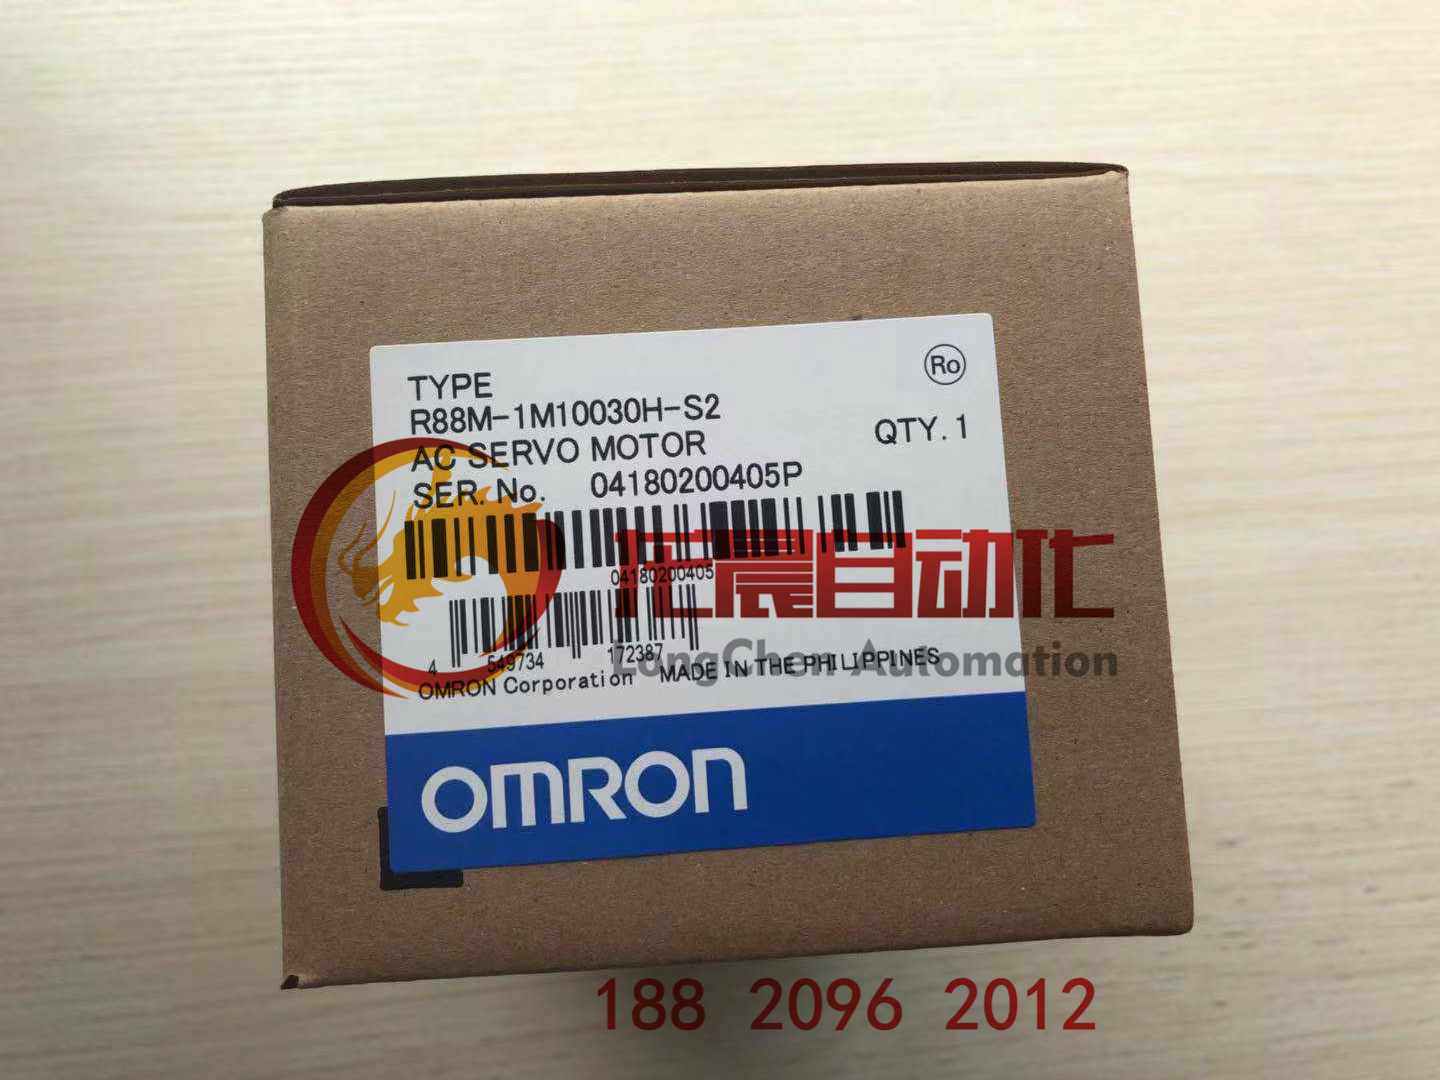 Ro
TYPE
R88M-1M10030H-S2
AC SERVO MOTOR QTY. 1
SER. No. 04180200405P
04180200405
龙晨自动化
LongChen Automation
4 549734 172387
OMRON Corporation MADE IN THE PHILIPPINES
OMRON
188 2096 2012